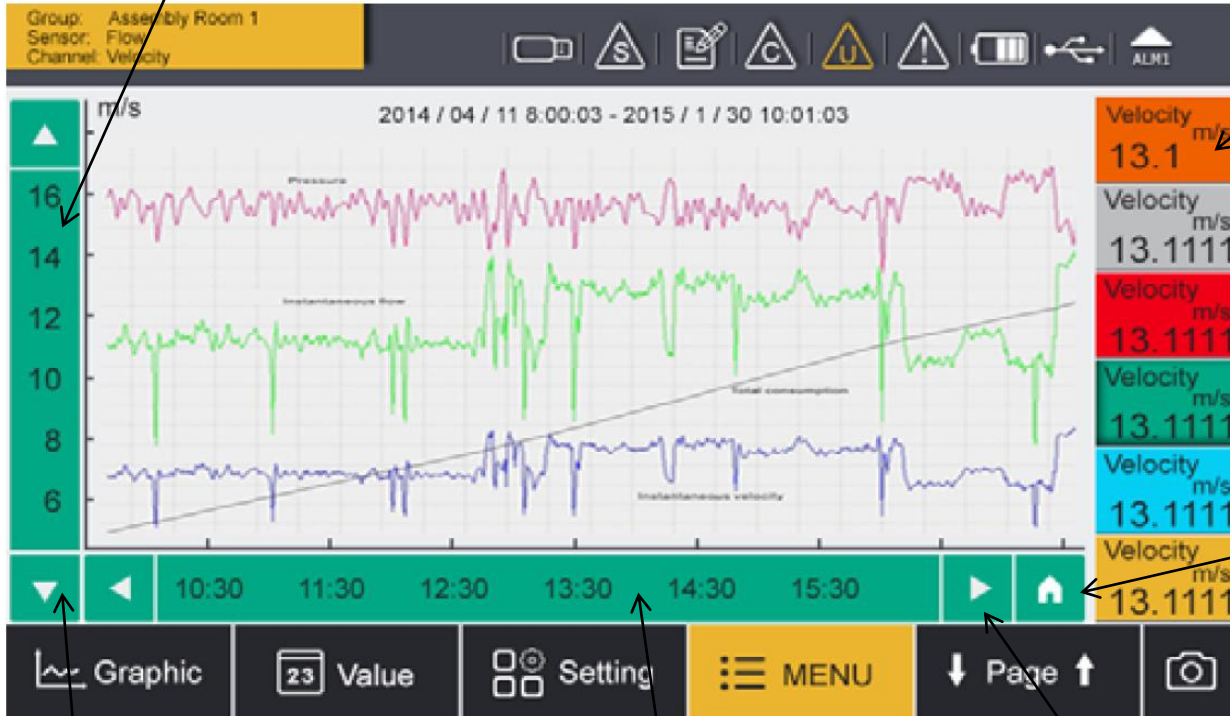 Group: Assembly Room 1
Sensor: Flow
Channel: Velocity
S
C
U
!
ALM1
m/s
2014 / 04 / 11 8:00:03 - 2015 / 1 / 30 10:01:03
16
14
12
10
8
6
Pressure
Instantaneous flow
Total consumption
Instantaneous velocity
Velocity
m/s
13.1
Velocity
m/s
13.1111
Velocity
m/s
13.1111
Velocity
m/s
13.1111
Velocity
m/s
13.1111
Velocity
m/s
13.1111
10:30 11:30 12:30 13:30 14:30 15:30
Graphic
23 Value
Setting
MENU
Page